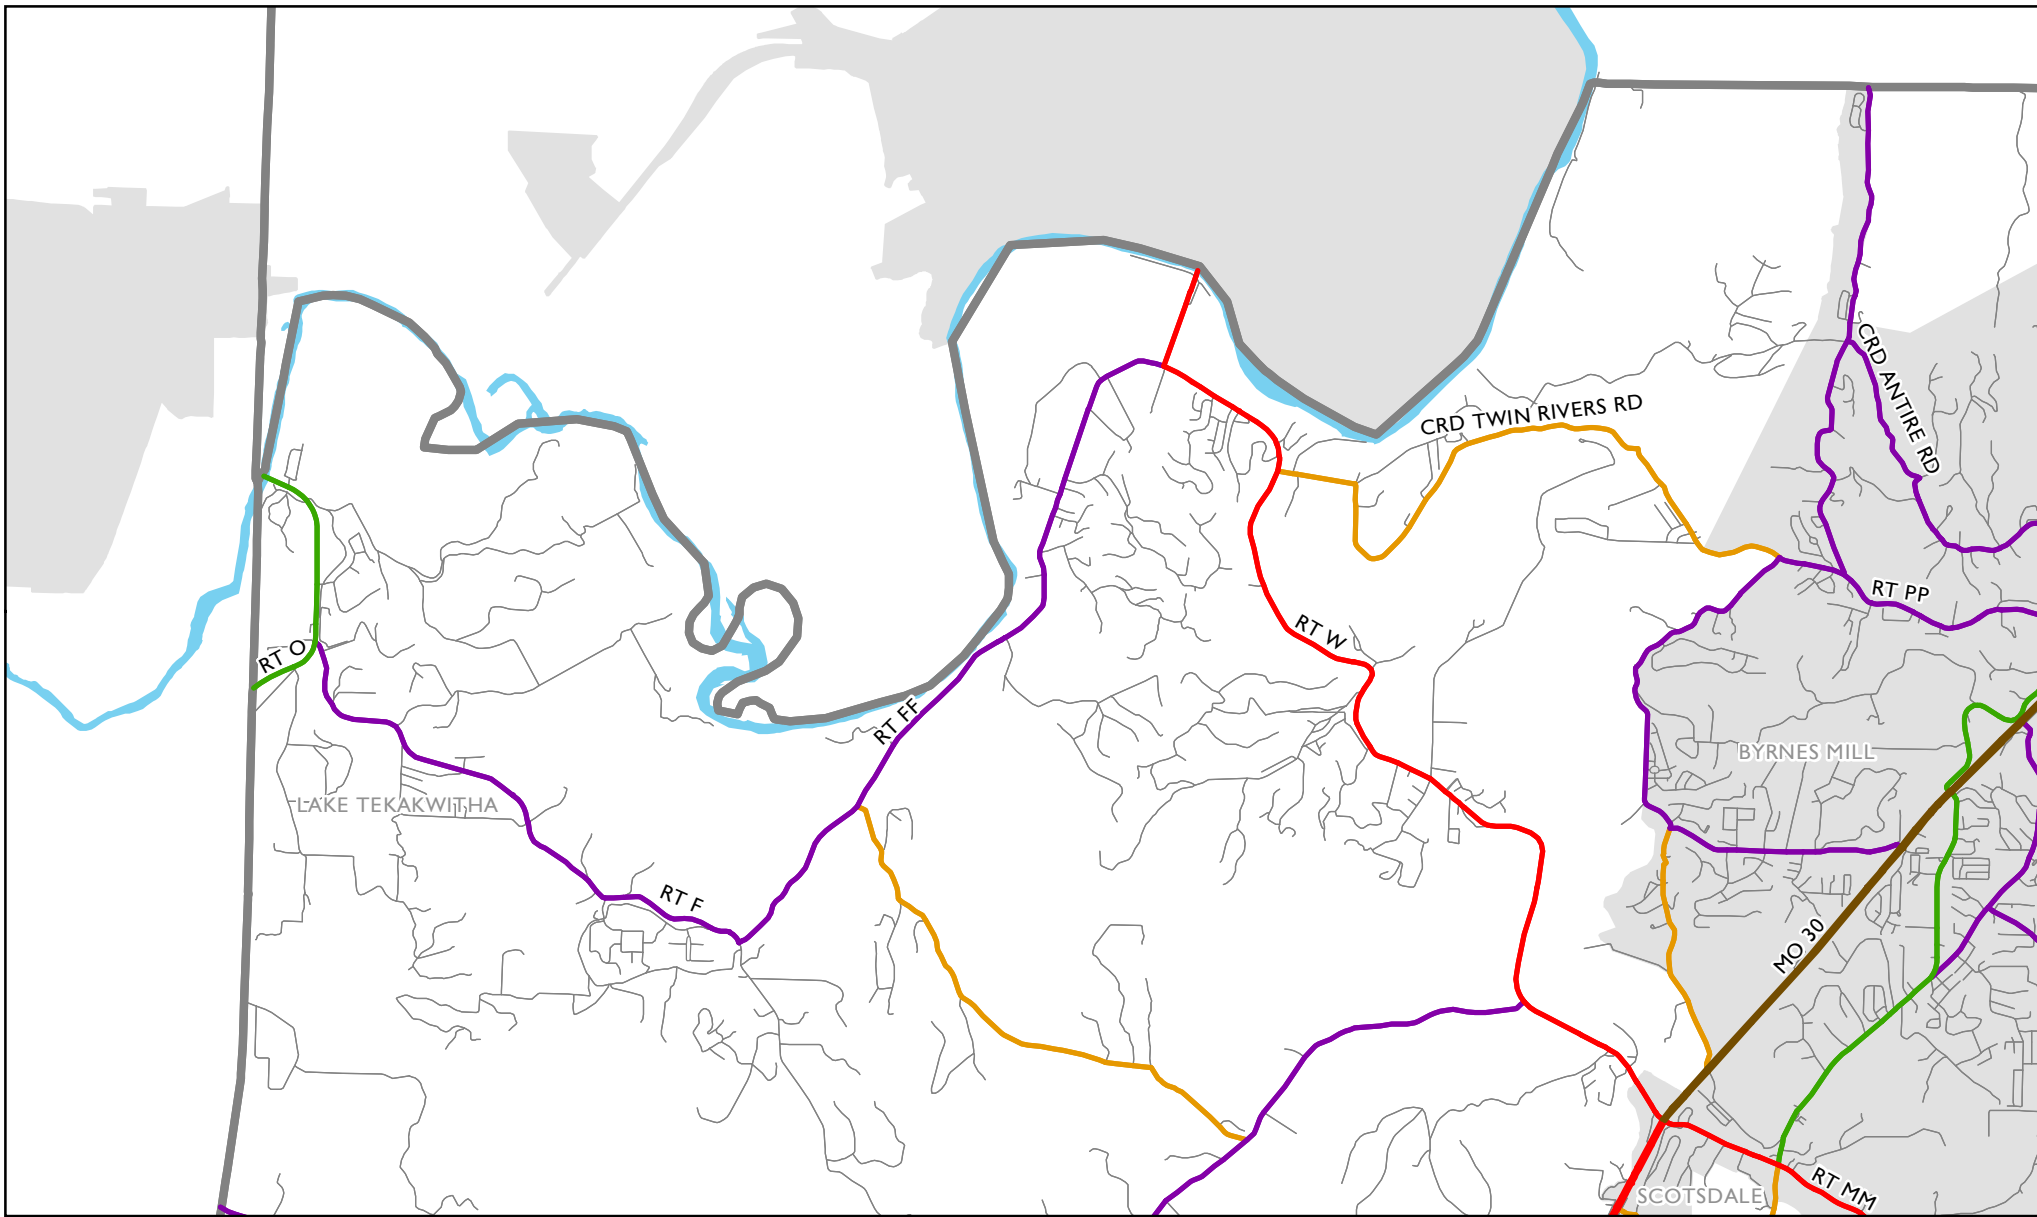 CRD ANTIRE RD
CRD TWIN RIVERS RD
RT PP
RT W
RT O
RT FF
BYRNES MILL
LAKE TEKAKWITHA
RT F
MO 30
RT MM
SCOTSDALE